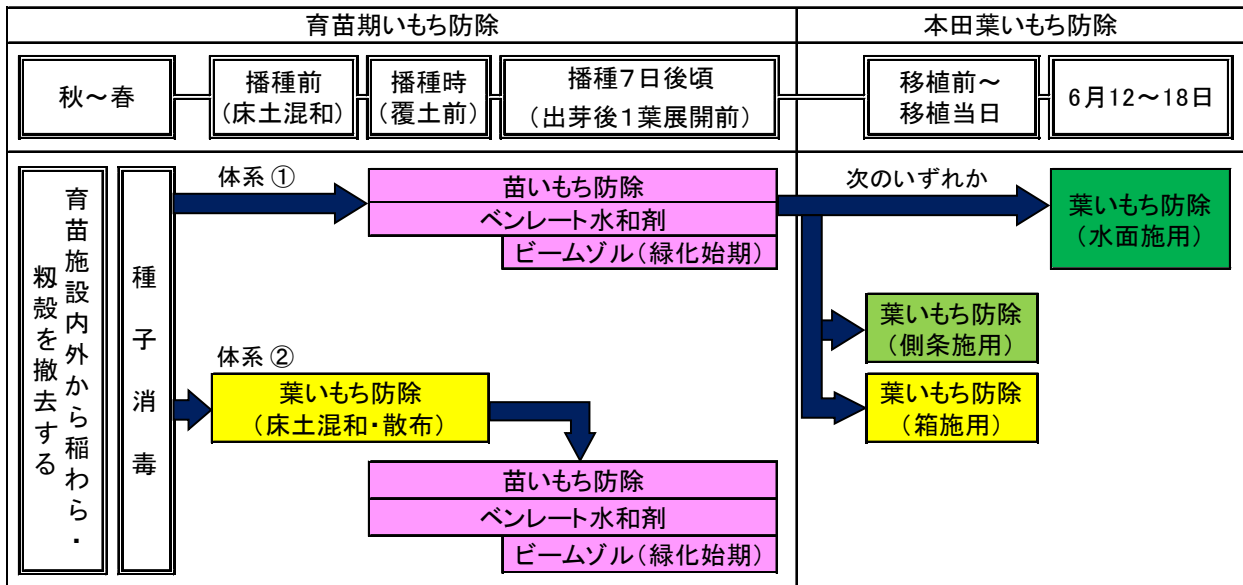 育苗期いもち防除
本田葉いもち防除
秋～春
播種前
(床土混和)
播種時
(覆土前)
播種７日後頃
(出芽後１葉展開前)
移植前～
移植当日
6月12～18日
育苗施設内外から稲わら・
籾殻を撤去する
種子消毒
体系 ①
苗いもち防除
ベンレート水和剤
ビームゾル(緑化始期)
次のいずれか
葉いもち防除
(水面施用)
葉いもち防除
(側条施用)
葉いもち防除
(箱施用)
体系 ②
葉いもち防除
(床土混和・散布)
苗いもち防除
ベンレート水和剤
ビームゾル(緑化始期)